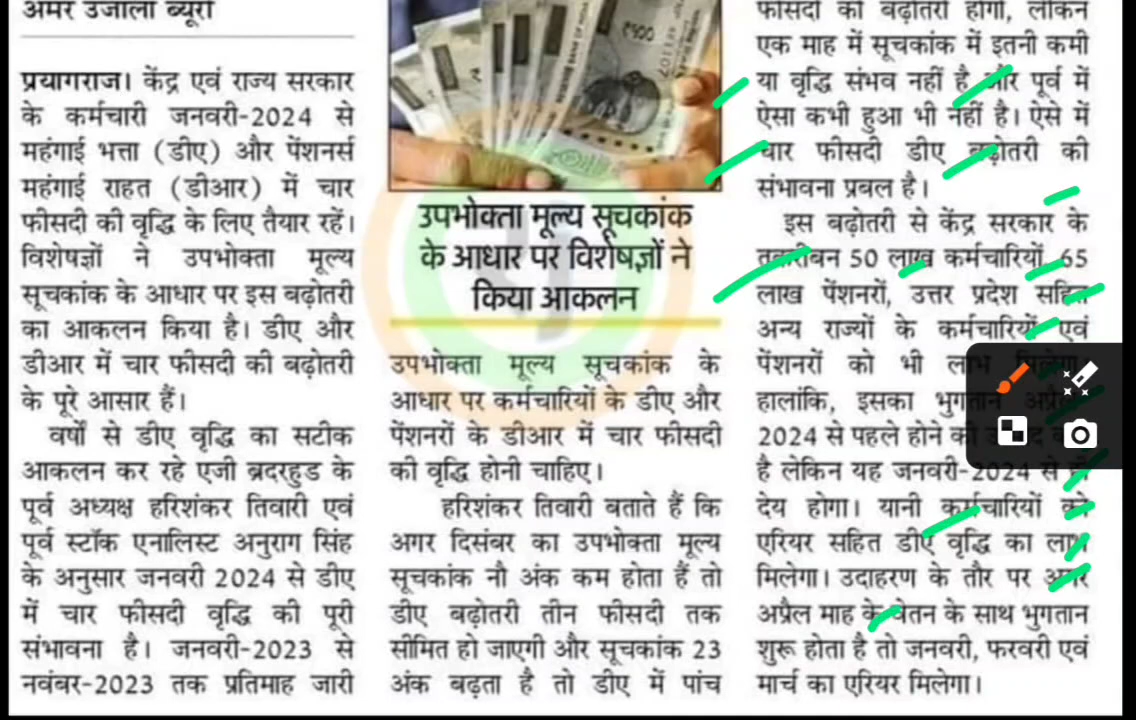 अमर उजाला ब्यूरो
प्रयागराज। केंद्र एवं राज्य सरकार
के कर्मचारी जनवरी-2024 से
महंगाई भत्ता (डीए) और पेंशनर्स
महंगाई राहत (डीआर) में चार
फीसदी की वृद्धि के लिए तैयार रहें।
विशेषज्ञों ने उपभोक्ता मूल्य
सूचकांक के आधार पर इस बढ़ोतरी
का आकलन किया है। डीए और
डीआर में चार फीसदी की बढ़ोतरी
के पूरे आसार हैं।
वर्षों से डीए वृद्धि का सटीक
आकलन कर रहे एजी ब्रदरहुड के
पूर्व अध्यक्ष हरिशंकर तिवारी एवं
पूर्व स्टॉक एनालिस्ट अनुराग सिंह
के अनुसार जनवरी 2024 से डीए
में चार फीसदी वृद्धि की पूरी
संभावना है। जनवरी-2023 से
नवंबर-2023 तक प्रतिमाह जारी
उपभोक्ता मूल्य सूचकांक
के आधार पर विशेषज्ञों ने
किया आकलन
उपभोक्ता मूल्य सूचकांक के
आधार पर कर्मचारियों के डीए और
पेंशनरों के डीआर में चार फीसदी
की वृद्धि होनी चाहिए।
हरिशंकर तिवारी बताते हैं कि
अगर दिसंबर का उपभोक्ता मूल्य
सूचकांक नौ अंक कम होता हैं तो
डीए बढ़ोतरी तीन फीसदी तक
सीमित हो जाएगी और सूचकांक 23
अंक बढ़ता है तो डीए में पांच
फीसदी की बढ़ोतरी होगी, लेकिन
एक माह में सूचकांक में इतनी कमी
या वृद्धि संभव नहीं है और पूर्व में
ऐसा कभी हुआ भी नहीं है। ऐसे में
चार फीसदी डीए बढ़ोतरी की
संभावना प्रबल है।
इस बढ़ोतरी से केंद्र सरकार के
तकरीबन 50 लाख कर्मचारियों, 65
लाख पेंशनरों, उत्तर प्रदेश सहित
अन्य राज्यों के कर्मचारियों एवं
पेंशनरों को भी लाभ मिलेगा।
हालांकि, इसका भुगतान अप्रैल-
2024 से पहले होने की
है लेकिन यह जनवरी-2024 से ही
देय होगा। यानी कर्मचारियों को
एरियर सहित डीए वृद्धि का लाभ
मिलेगा। उदाहरण के तौर पर अगर
अप्रैल माह के वेतन के साथ भुगतान
शुरू होता है तो जनवरी, फरवरी एवं
मार्च का एरियर मिलेगा।